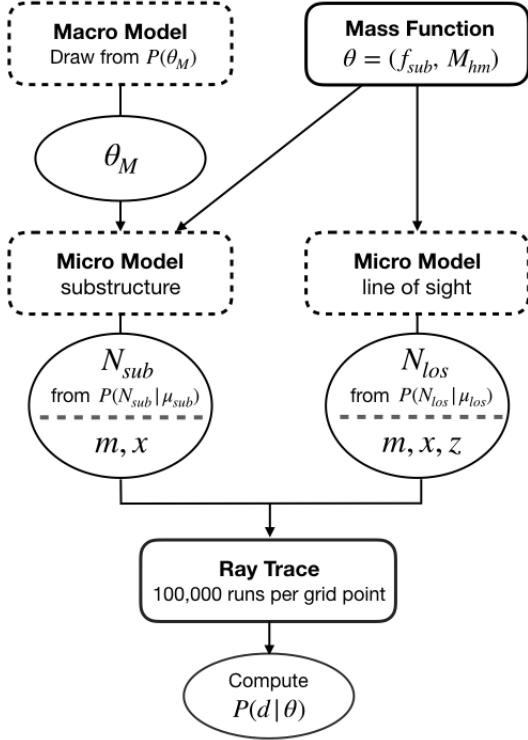 Macro Model
Draw from P(θ_M)
Mass Function
θ = (f_sub, M_hm)
θ_M
Micro Model
substructure
Micro Model
line of sight
N_sub
from P(N_sub | μ_sub)
m, x
N_los
from P(N_los | μ_los)
m, x, z
Ray Trace
100,000 runs per grid point
Compute
P(d | θ)